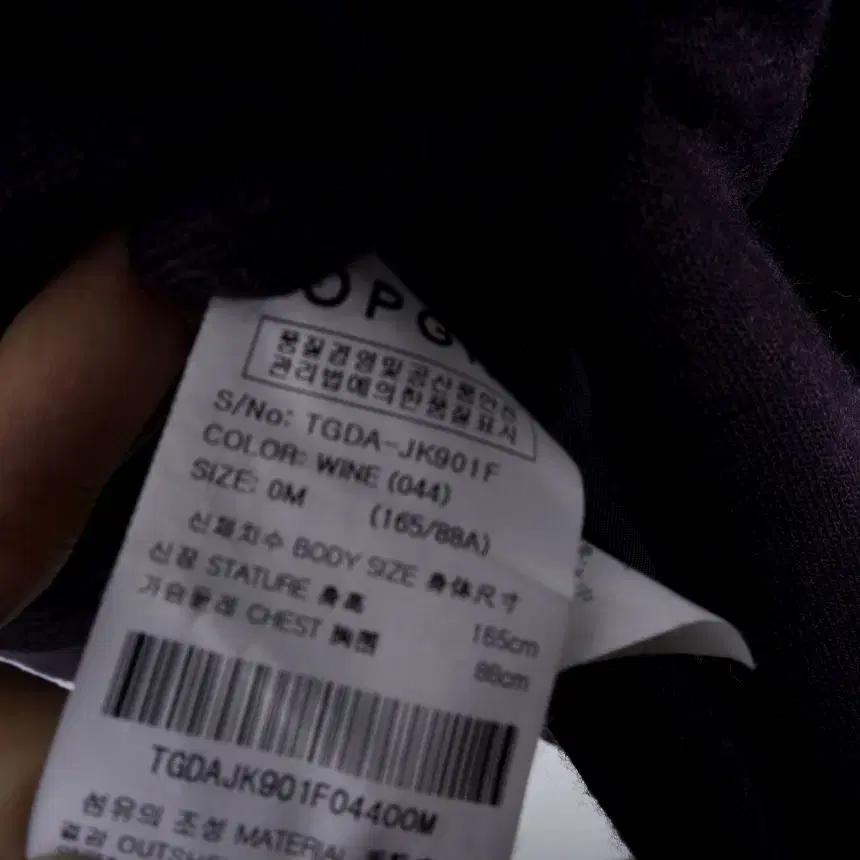 OPG
품질경영및공산품안전
관리법에의한품질표시
S/No: TGDA-JK901F
COLOR: WINE (044)
SIZE: 0M (165/88A)
신체치수 BODY SIZE 身体尺寸
신장 STATURE 身高 165cm
가슴둘레 CHEST 胸围 88cm
TGDAJK901F04400M
섬유의 조성 MATERIAL
겉감